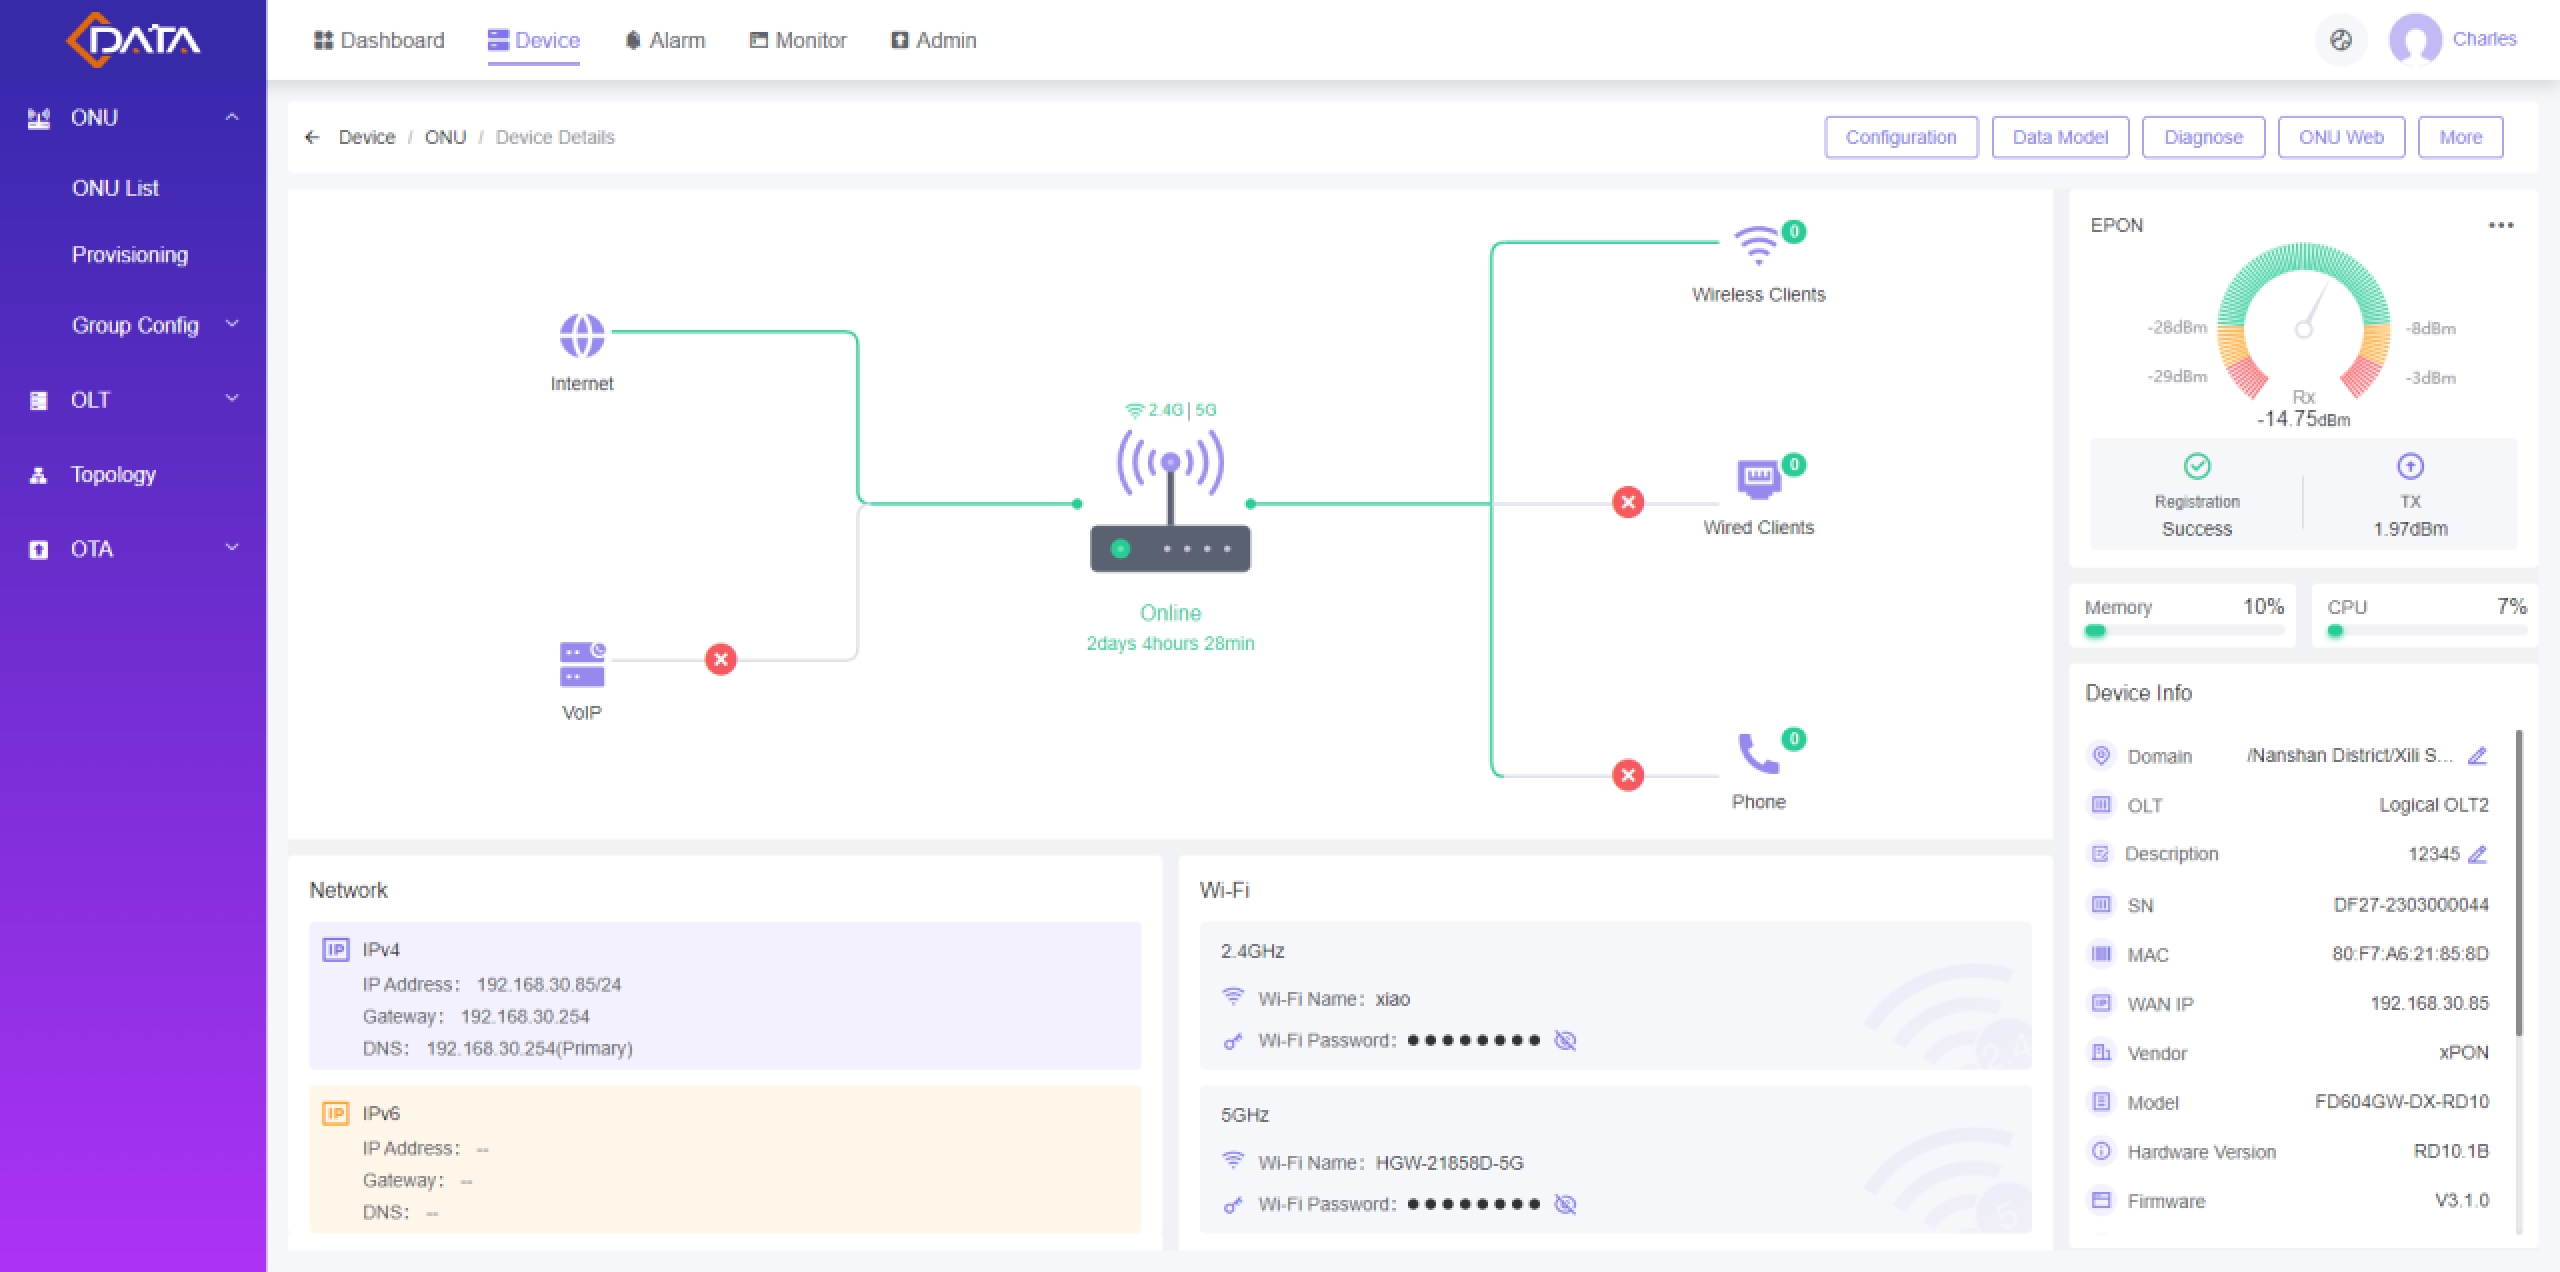 DATA
Dashboard Device Alarm Monitor Admin
Charles
ONU
ONU List
Provisioning
Group Config
OLT
Topology
OTA
Device / ONU / Device Details
Configuration Data Model Diagnose ONU Web More
Internet
VoIP
2.4G | 5G
Online
2days 4hours 28min
0
Wireless Clients
0
Wired Clients
0
Phone
EPON
-28dBm -8dBm
-29dBm -3dBm
Rx
-14.75dBm
Registration TX
Success 1.97dBm
Memory 10% CPU 7%
Device Info
Domain /Nanshan District/Xili S...
OLT Logical OLT2
Description 12345
SN DF27-2303000044
MAC 80:F7:A6:21:85:8D
WAN IP 192.168.30.85
Vendor xPON
Model FD604GW-DX-RD10
Hardware Version RD10.1B
Firmware V3.1.0
Network
IP IPv4
IP Address: 192.168.30.85/24
Gateway: 192.168.30.254
DNS: 192.168.30.254(Primary)
IP IPv6
IP Address: --
Gateway: --
DNS: --
Wi-Fi
2.4GHz
Wi-Fi Name: xiao
Wi-Fi Password: ●●●●●●●●
2.4
5GHz
Wi-Fi Name: HGW-21858D-5G
Wi-Fi Password: ●●●●●●●●
5